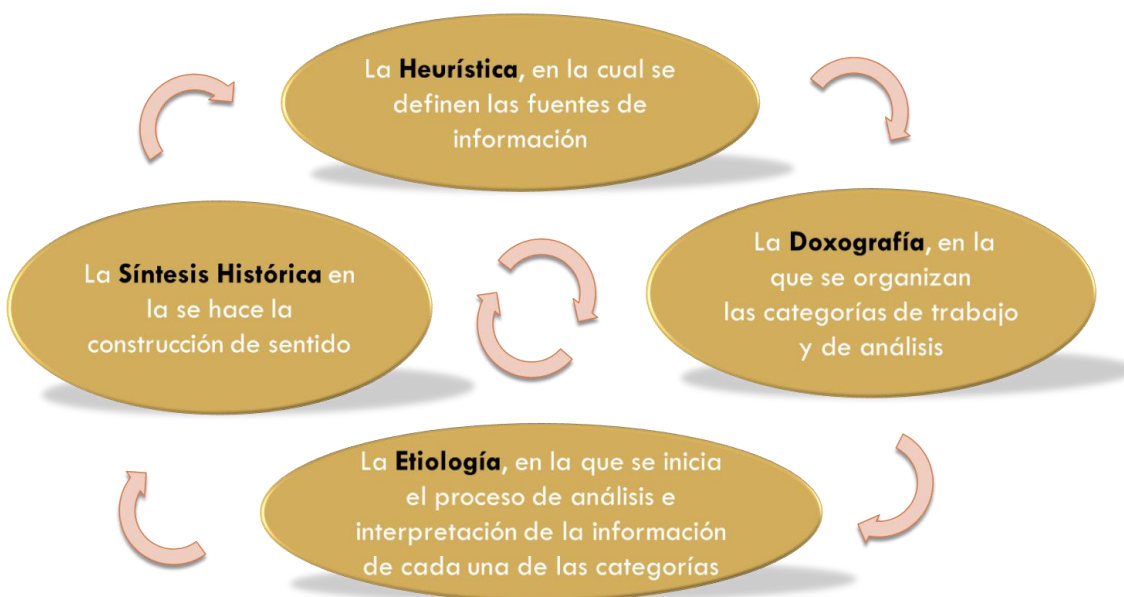 La Heurística, en la cual se
definen las fuentes de
información
La Doxografía, en la
que se organizan
las categorías de trabajo
y de análisis
La Etiología, en la que se inicia
el proceso de análisis e
interpretación de la información
de cada una de las categorías
La Síntesis Histórica en
la se hace la
construcción de sentido